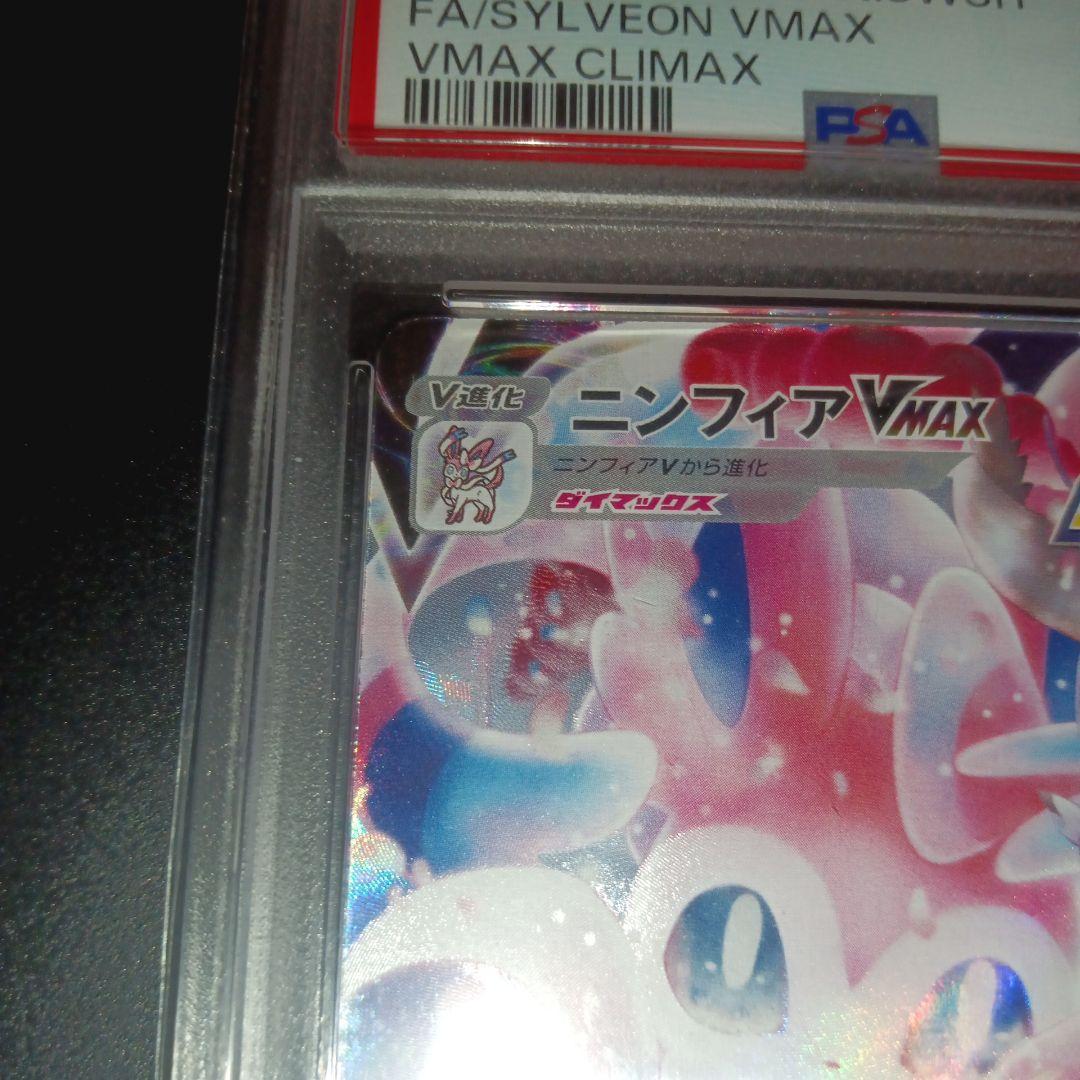 FA/SYLVEON VMAX
VMAX CLIMAX
PSA
V進化
ニンフィアVMAX
ニンフィアVから進化
ダイマックス